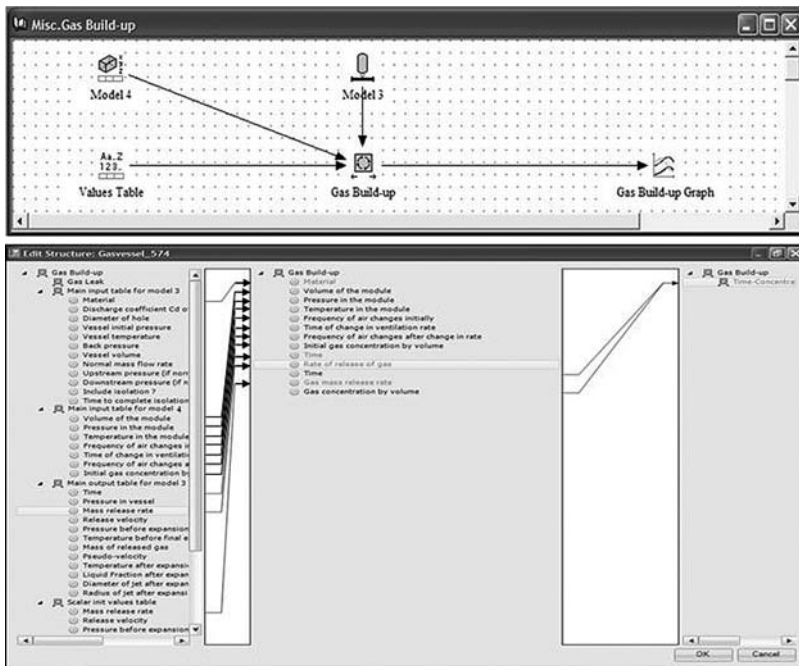 Misc.Gas Build-up
Model 4
Model 3
Aa.Z
123.
Values Table
Gas Build-up
Gas Build-up Graph
Edit Structure: Gasvessel_574
Gas Build-up
Gas Leak
Main input table for model 3
Material
Discharge coefficient Cd o
Diameter of hole
Vessel initial pressure
Vessel temperature
Back pressure
Vessel volume
Normal mass flow rate
Upstream pressure (if nor
Downstream pressure (if n
Include isolation ?
Time to complete isolation
Main input table for model 4
Volume of the module
Pressure in the module
Temperature in the module
Frequency of air changes i
Time of change in ventilati
Frequency of air changes a
Initial gas concentration by
Main output table for model 3
Time
Pressure in vessel
Mass release rate
Release velocity
Pressure before expansion
Temperature before final e
Mass of released gas
Pseudo-velocity
Temperature after expansi
Liquid Fraction after expan
Diameter of jet after expan
Radius of jet after expansi
Scalar init values table
Mass release rate
Release velocity
Pressure before expansion
Gas Build-up
Material
Volume of the module
Pressure in the module
Temperature in the module
Frequency of air changes initially
Time of change in ventilation rate
Frequency of air changes after change in rate
Initial gas concentration by volume
Time
Rate of release of gas
Time
Gas mass release rate
Gas concentration by volume
Gas Build-up
Time-Concentra
OK
Cancel